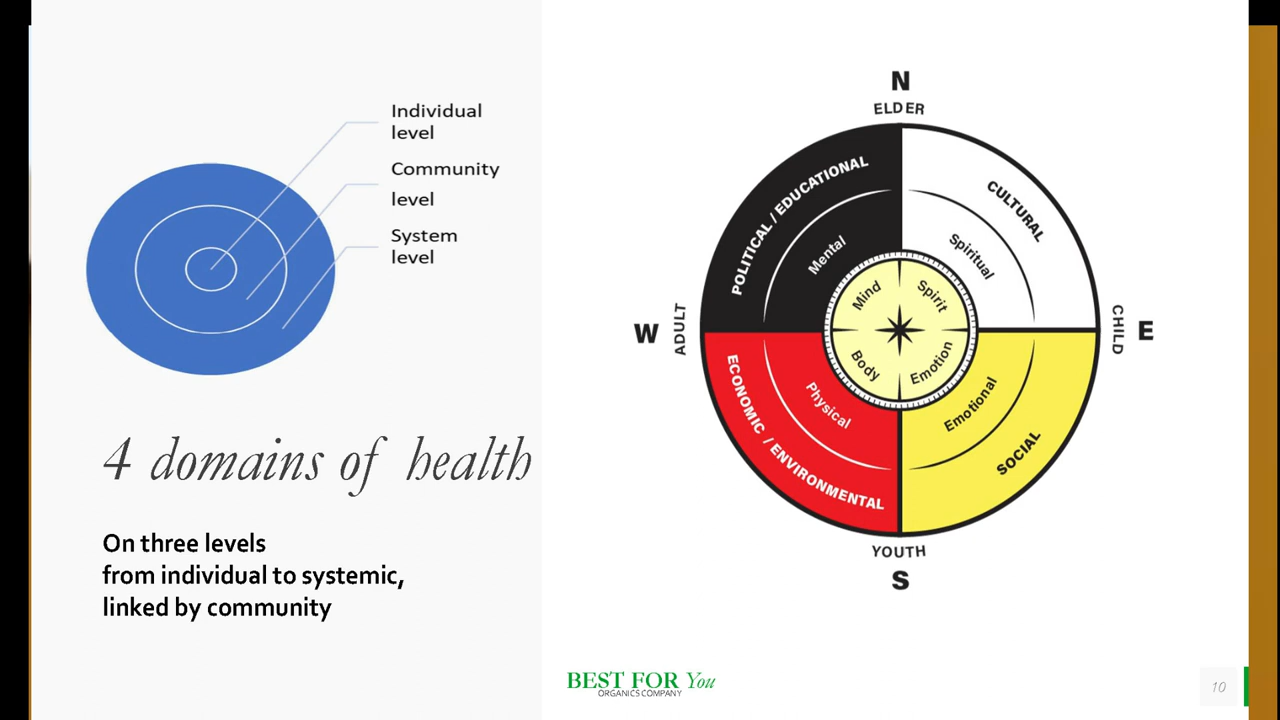 Individual
level
Community
level
System
level
4 domains of health
On three levels
from individual to systemic,
linked by community
N
ELDER
POLITICAL / EDUCATIONAL
CULTURAL
Mental
Spiritual
Mind
Spirit
W
ADULT
CHILD
E
Body
Emotion
Physical
Emotional
ECONOMIC / ENVIRONMENTAL
SOCIAL
YOUTH
S
BEST FOR You
ORGANICS COMPANY
10